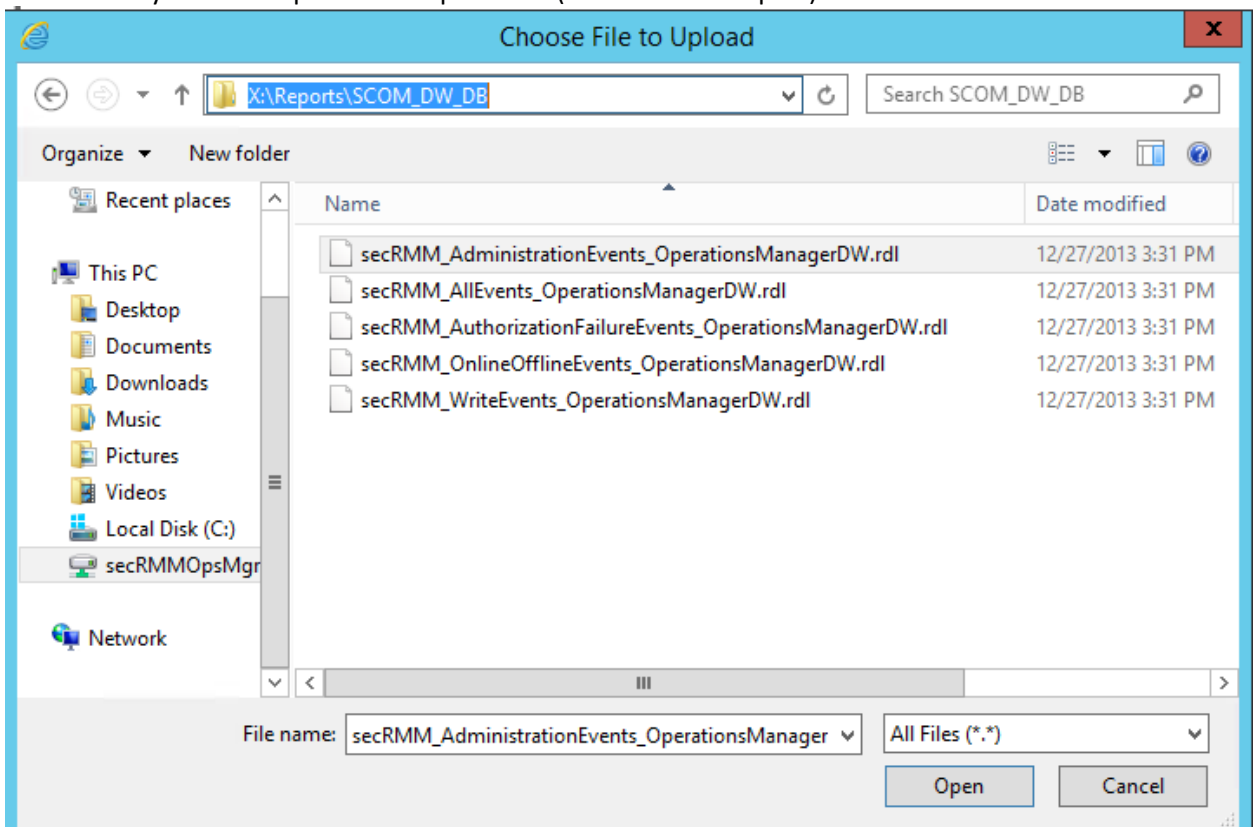 Choose File to Upload
x
X:\Reports\SCOM_DW_DB
Search SCOM_DW_DB
Organize
New folder
Recent places
This PC
Desktop
Documents
Downloads
Music
Pictures
Videos
Local Disk (C:)
secRMMOpsMgr
Network
Name Date modified
secRMM_AdministrationEvents_OperationsManagerDW.rdl 12/27/2013 3:31 PM
secRMM_AllEvents_OperationsManagerDW.rdl 12/27/2013 3:31 PM
secRMM_AuthorizationFailureEvents_OperationsManagerDW.rdl 12/27/2013 3:31 PM
secRMM_OnlineOfflineEvents_OperationsManagerDW.rdl 12/27/2013 3:31 PM
secRMM_WriteEvents_OperationsManagerDW.rdl 12/27/2013 3:31 PM
File name: secRMM_AdministrationEvents_OperationsManager All Files (*.*)
Open Cancel